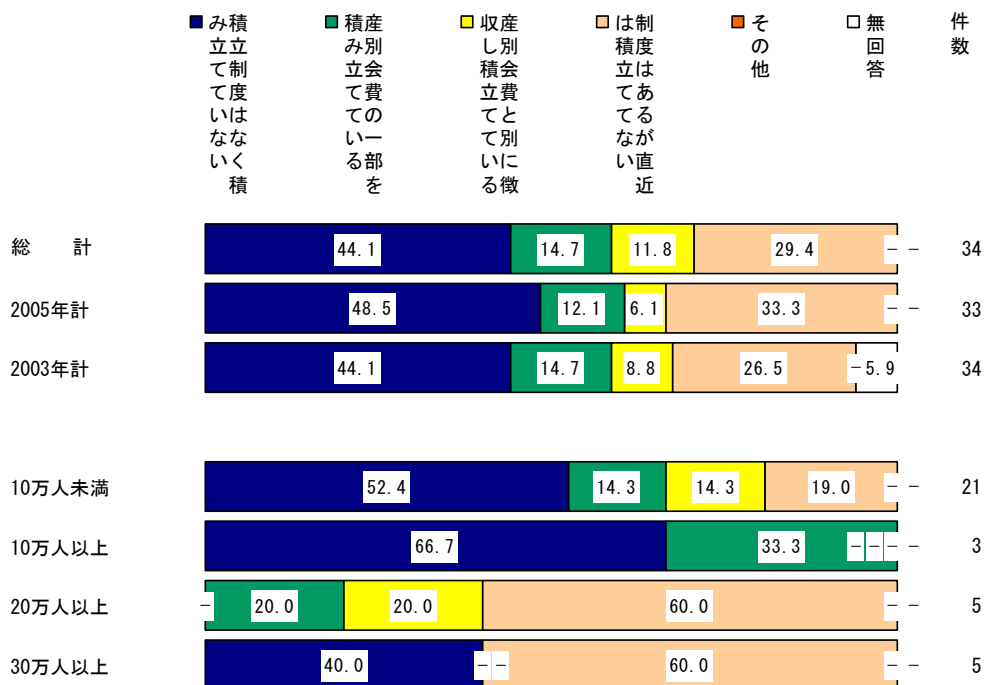 積立制度はなく積
み立てていない
産別会費の一部を
積み立てている
産別会費と別に徴
収し積立てている
制度はあるが直近
は積立ててない
その他
無回答
件数
総　計 44.1 14.7 11.8 29.4 - - 34
2005年計 48.5 12.1 6.1 33.3 - - 33
2003年計 44.1 14.7 8.8 26.5 - 5.9 34
10万人未満 52.4 14.3 14.3 19.0 - - 21
10万人以上 66.7 33.3 - - - - 3
20万人以上 - 20.0 20.0 60.0 - - 5
30万人以上 40.0 - - 60.0 - - 5